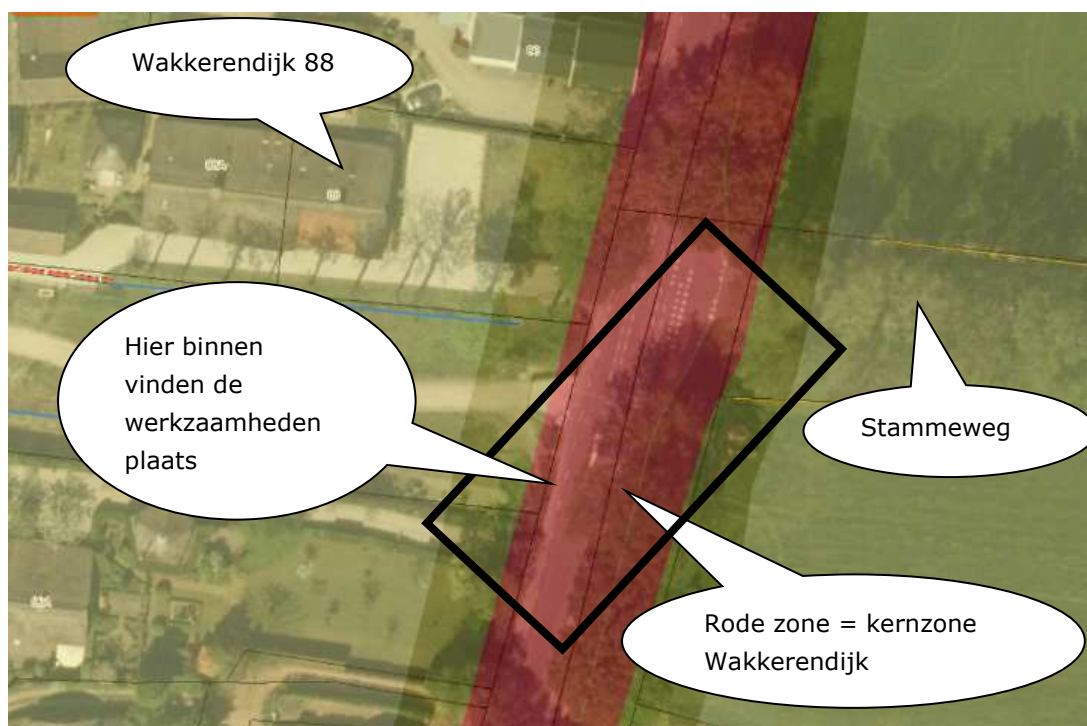 Wakkerendijk 88
Hier binnen
vinden de
werkzaamheden
plaats
Stammeweg
Rode zone = kernzone
Wakkerendijk